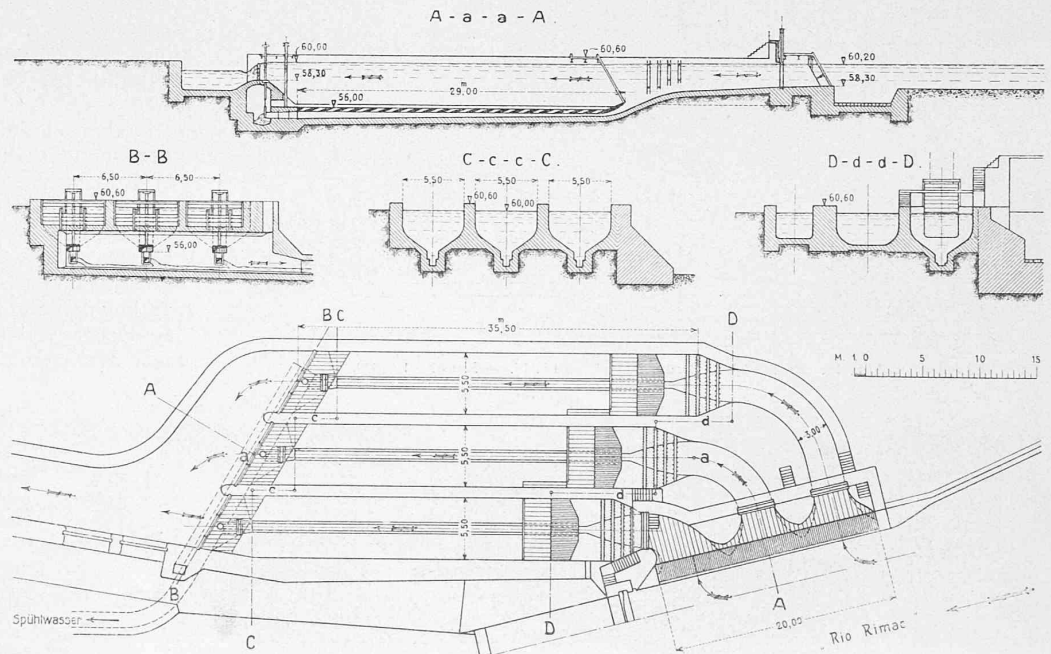 A-a-a-A.
60,00
60,60
60,20
58,30
58,30
m
29,00
56,00
B-B
C-c-c-C.
D-d-d-D.
6,50 6,50
5,50 5,50 5,50
60,60
60,60
60,00
60,60
56,00
B C
m
35,50
D
M 1 0 5 10 15
A
5,50
c
d
3,00
a
5,50
a
c
d
5,50
B
Spühlwasser
C
D
A
20,00
Rio Rimac